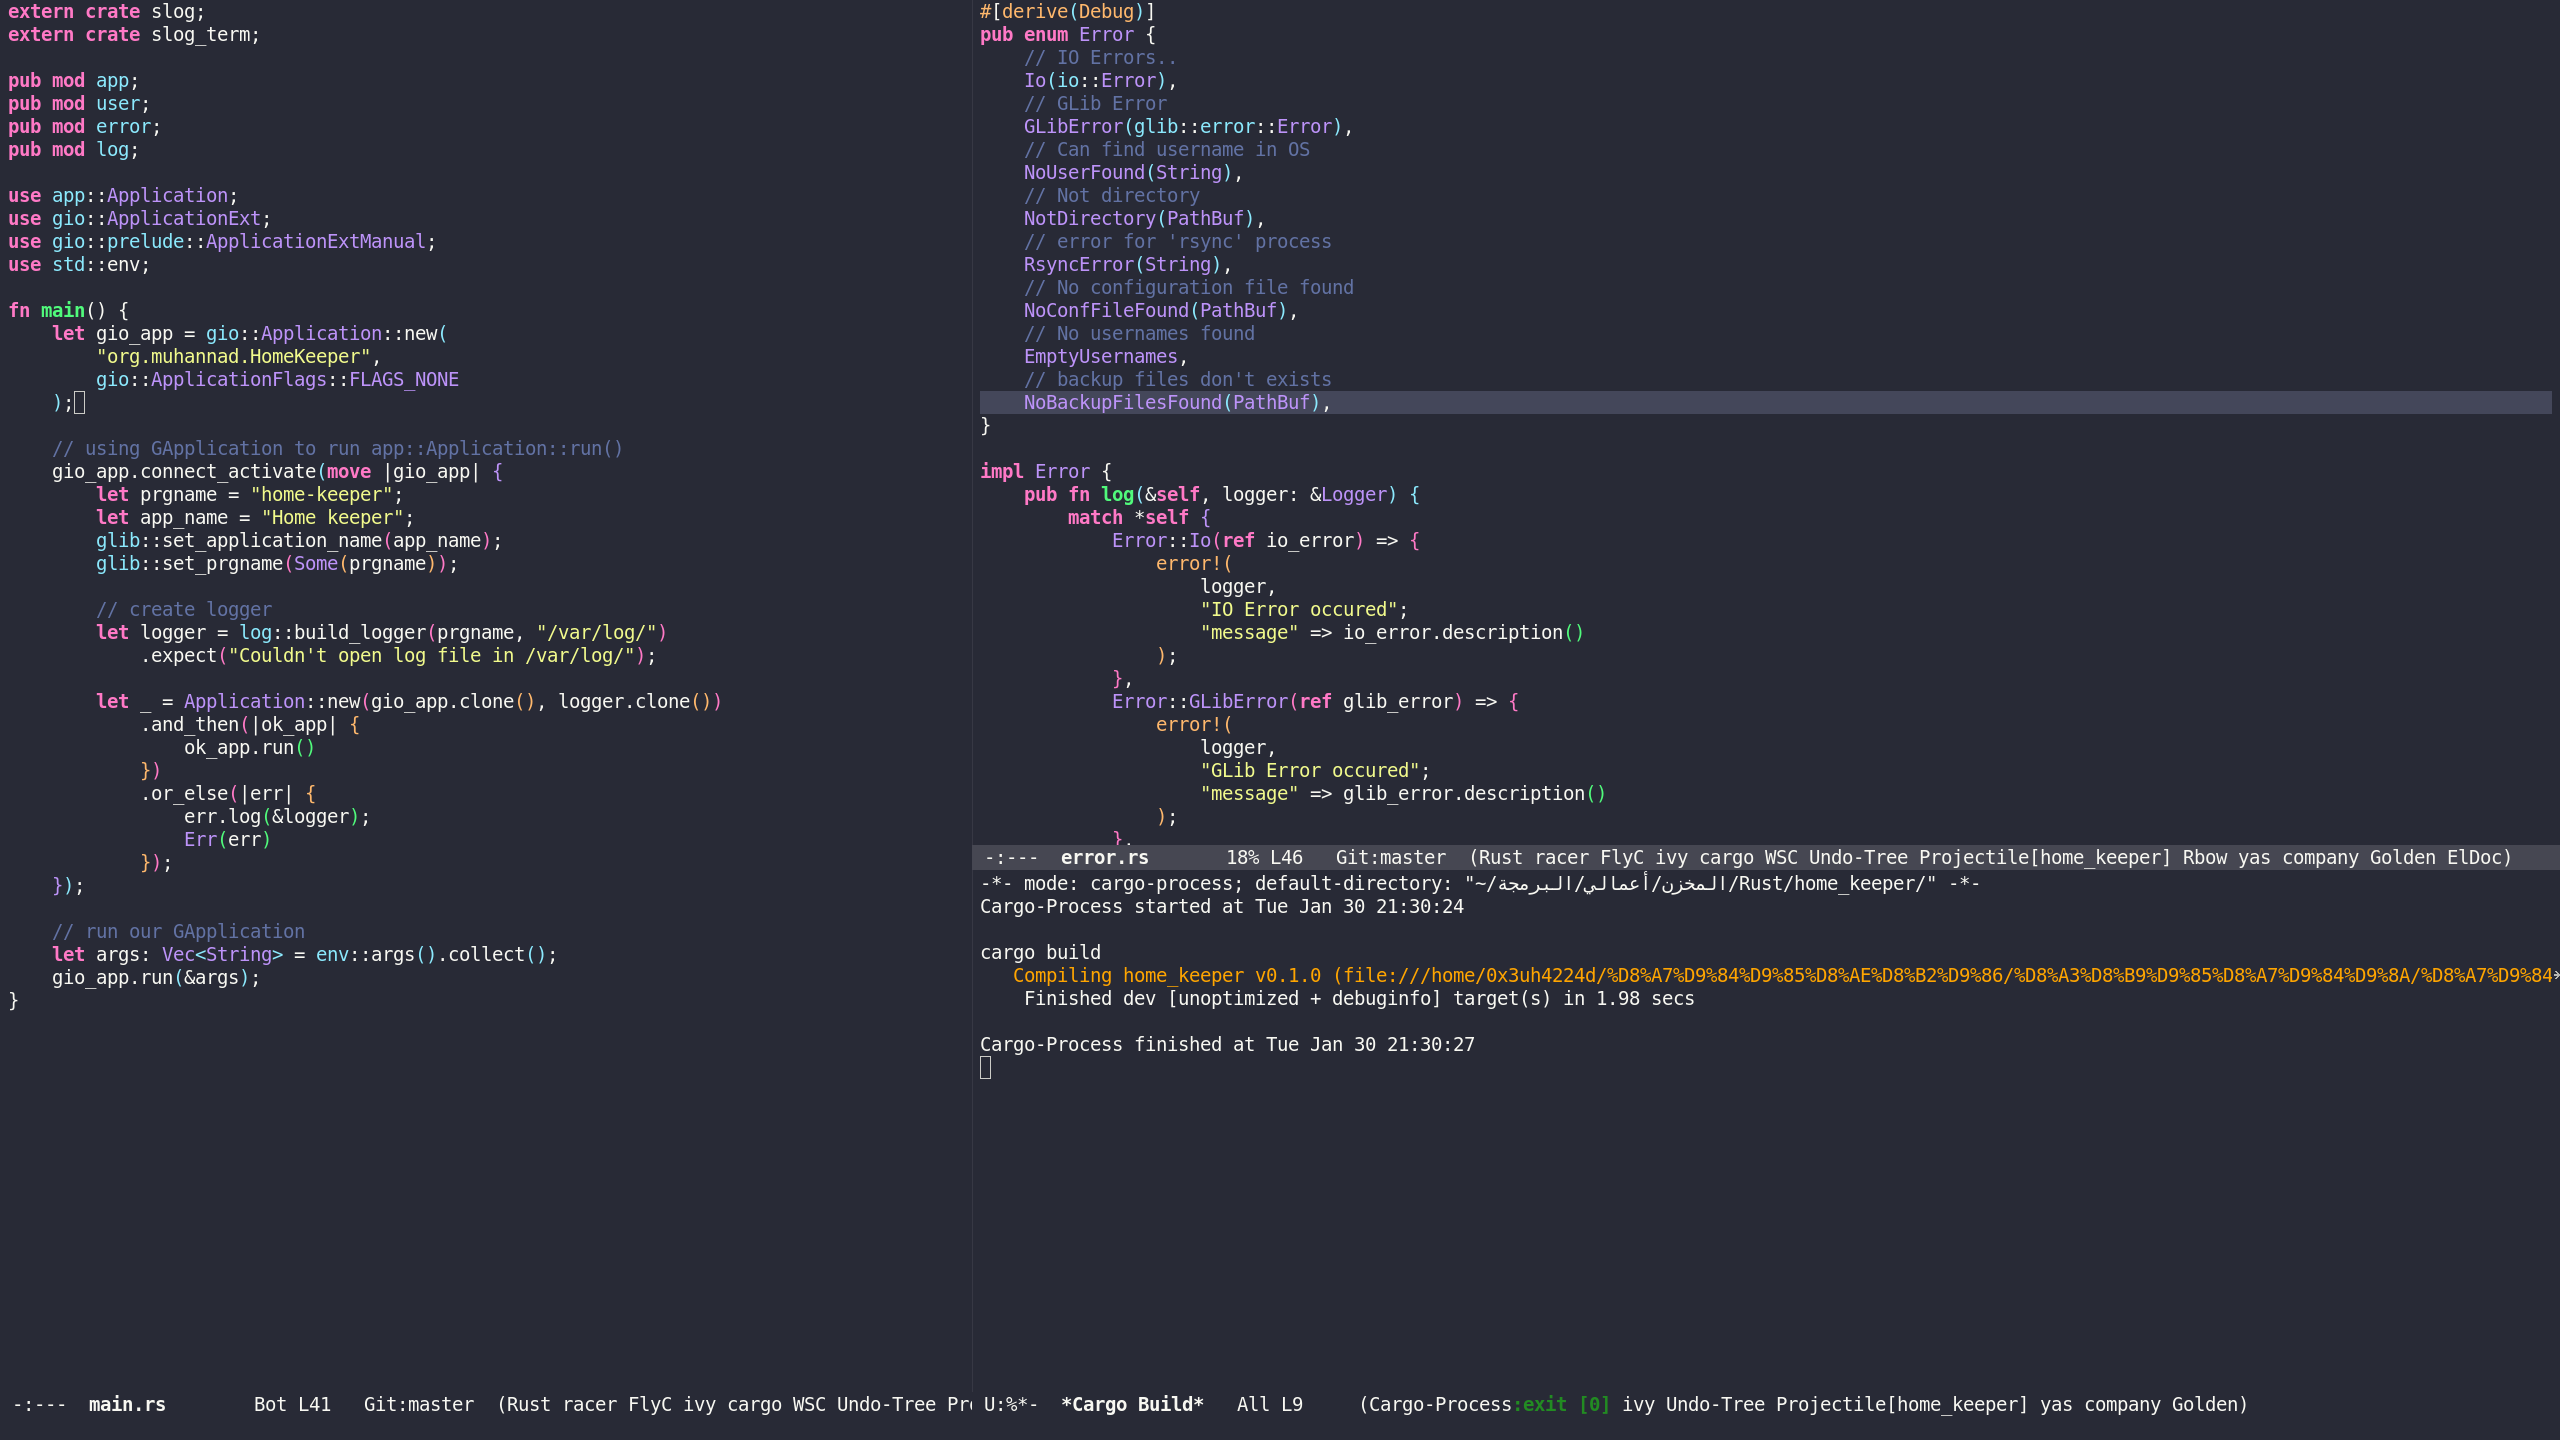 extern crate slog;
extern crate slog_term;

pub mod app;
pub mod user;
pub mod error;
pub mod log;

use app::Application;
use gio::ApplicationExt;
use gio::prelude::ApplicationExtManual;
use std::env;

fn main() {
    let gio_app = gio::Application::new(
        "org.muhannad.HomeKeeper",
        gio::ApplicationFlags::FLAGS_NONE
    );

    // using GApplication to run app::Application::run()
    gio_app.connect_activate(move |gio_app| {
        let prgname = "home-keeper";
        let app_name = "Home keeper";
        glib::set_application_name(app_name);
        glib::set_prgname(Some(prgname));

        // create logger
        let logger = log::build_logger(prgname, "/var/log/")
            .expect("Couldn't open log file in /var/log/");

        let _ = Application::new(gio_app.clone(), logger.clone())
            .and_then(|ok_app| {
                ok_app.run()
            })
            .or_else(|err| {
                err.log(&logger);
                Err(err)
            });
    });

    // run our GApplication
    let args: Vec<String> = env::args().collect();
    gio_app.run(&args);
}
-:---  main.rs        Bot L41   Git:master  (Rust racer FlyC ivy cargo WSC Undo-Tree Pro
#[derive(Debug)]
pub enum Error {
    // IO Errors..
    Io(io::Error),
    // GLib Error
    GLibError(glib::error::Error),
    // Can find username in OS
    NoUserFound(String),
    // Not directory
    NotDirectory(PathBuf),
    // error for 'rsync' process
    RsyncError(String),
    // No configuration file found
    NoConfFileFound(PathBuf),
    // No usernames found
    EmptyUsernames,
    // backup files don't exists
    NoBackupFilesFound(PathBuf),
}

impl Error {
    pub fn log(&self, logger: &Logger) {
        match *self {
            Error::Io(ref io_error) => {
                error!(
                    logger,
                    "IO Error occured";
                    "message" => io_error.description()
                );
            },
            Error::GLibError(ref glib_error) => {
                error!(
                    logger,
                    "GLib Error occured";
                    "message" => glib_error.description()
                );
            },
-:---  error.rs       18% L46   Git:master  (Rust racer FlyC ivy cargo WSC Undo-Tree Projectile[home_keeper] Rbow yas company Golden ElDoc)
-*- mode: cargo-process; default-directory: "~/المخزن/أعمالي/البرمجة/Rust/home_keeper/" -*-
Cargo-Process started at Tue Jan 30 21:30:24

cargo build
   Compiling home_keeper v0.1.0 (file:///home/0x3uh4224d/%D8%A7%D9%84%D9%85%D8%AE%D8%B2%D9%86/%D8%A3%D8%B9%D9%85%D8%A7%D9%84%D9%8A/%D8%A7%D9%84
    Finished dev [unoptimized + debuginfo] target(s) in 1.98 secs

Cargo-Process finished at Tue Jan 30 21:30:27
U:%*-  *Cargo Build*   All L9     (Cargo-Process:exit [0] ivy Undo-Tree Projectile[home_keeper] yas company Golden)